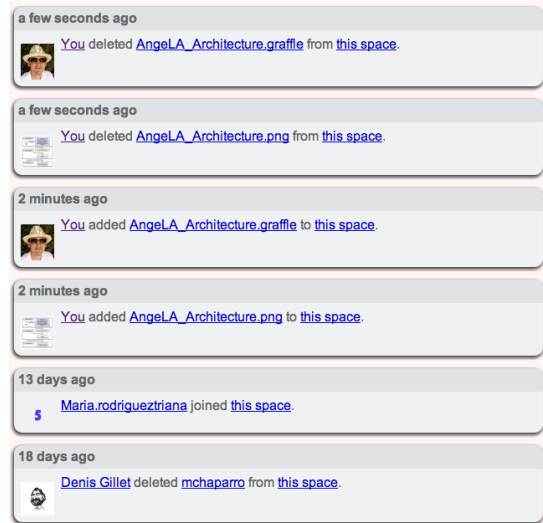 a few seconds ago
You deleted AngeLA_Architecture.graffle from this space.
a few seconds ago
You deleted AngeLA_Architecture.png from this space.
2 minutes ago
You added AngeLA_Architecture.graffle to this space.
2 minutes ago
You added AngeLA_Architecture.png to this space.
13 days ago
5
Maria.rodrigueztriana joined this space.
18 days ago
Denis Gillet deleted mchaparro from this space.